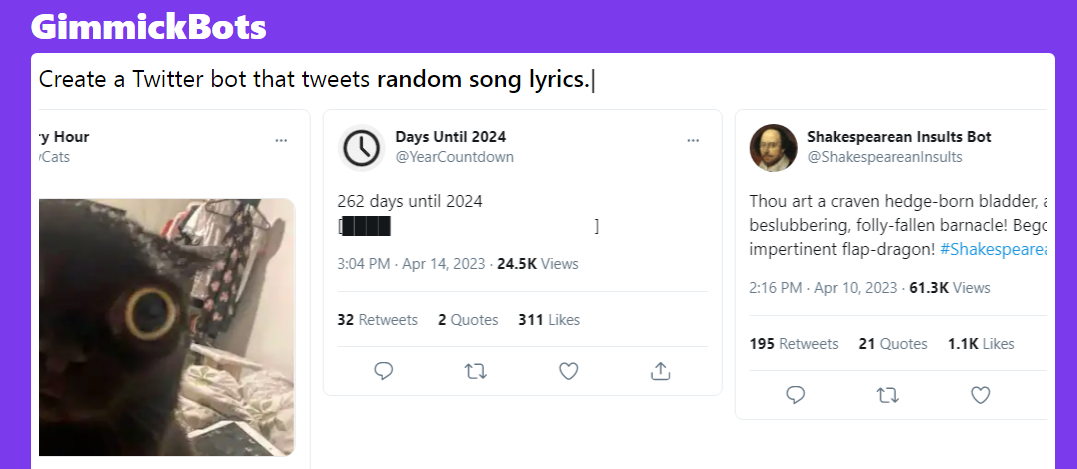 GimmickBots
Create a Twitter bot that tweets random song lyrics.
ry Hour
Cats
Days Until 2024
@YearCountdown
262 days until 2024
[████ ]
3:04 PM · Apr 14, 2023 · 24.5K Views
32 Retweets 2 Quotes 311 Likes
Shakespearean Insults Bot
@ShakespeareanInsults
Thou art a craven hedge-born bladder, a
beslubbering, folly-fallen barnacle! Bego
impertinent flap-dragon! #Shakespearea
2:16 PM · Apr 10, 2023 · 61.3K Views
195 Retweets 21 Quotes 1.1K Likes